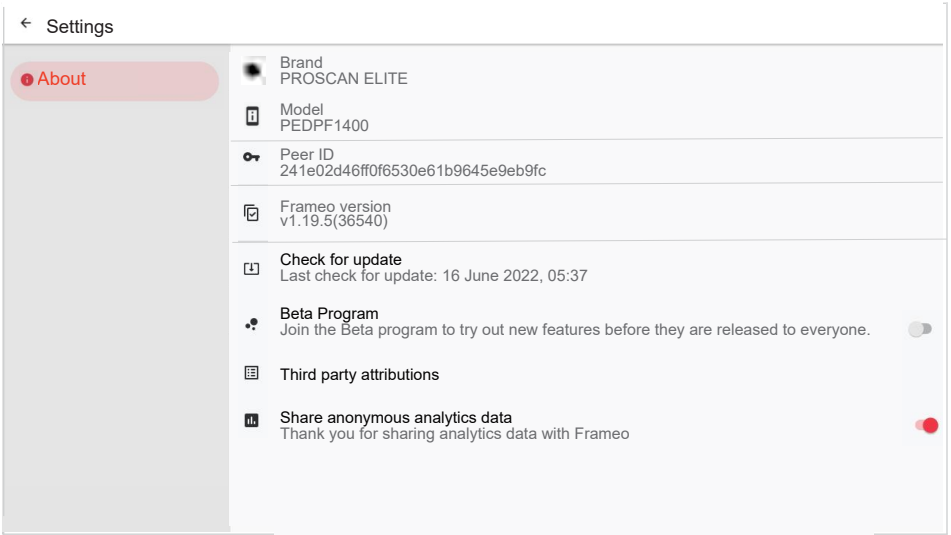 Settings
About
Brand
PROSCAN ELITE
Model
PEDPF1400
Peer ID
241e02d46ff0f6530e61b9645e9eb9fc
Frameo version
v1.19.5(36540)
Check for update
Last check for update: 16 June 2022, 05:37
Beta Program
Join the Beta program to try out new features before they are released to everyone.
Third party attributions
Share anonymous analytics data
Thank you for sharing analytics data with Frameo